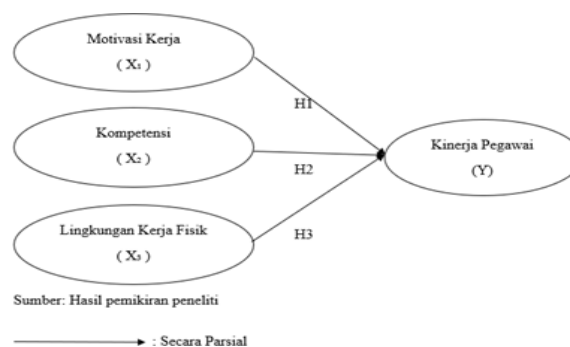 Motivasi Kerja
( X₁ )
H1
Kompetensi
( X₂ )
H2
Kinerja Pegawai
(Y)
Lingkungan Kerja Fisik
( X₃ )
H3
Sumber: Hasil pemikiran peneliti
: Secara Parsial